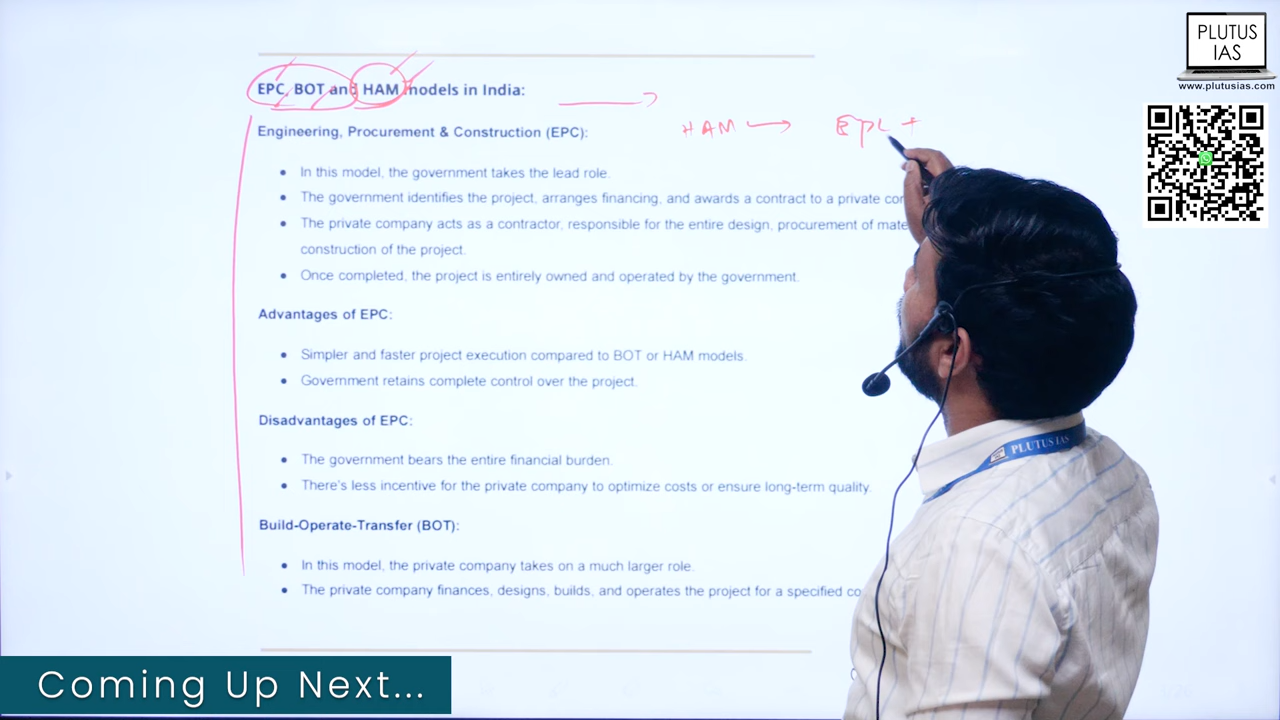 PLUTUS
IAS
www.plutusias.com
EPC, BOT and HAM models in India:
HAM → EPC +
Engineering, Procurement & Construction (EPC):
• In this model, the government takes the lead role.
• The government identifies the project, arranges financing, and awards a contract to a private
• The private company acts as a contractor, responsible for the entire design, procurement of
construction of the project.
• Once completed, the project is entirely owned and operated by the government.
Advantages of EPC:
• Simpler and faster project execution compared to BOT or HAM models.
• Government retains complete control over the project.
Disadvantages of EPC:
• The government bears the entire financial burden.
• There's less incentive for the private company to optimize costs or ensure long-term quality.
PLUTUS IAS
Build-Operate-Transfer (BOT):
• In this model, the private company takes on a much larger role.
• The private company finances, designs, builds, and operates the project for a specified
Coming Up Next...